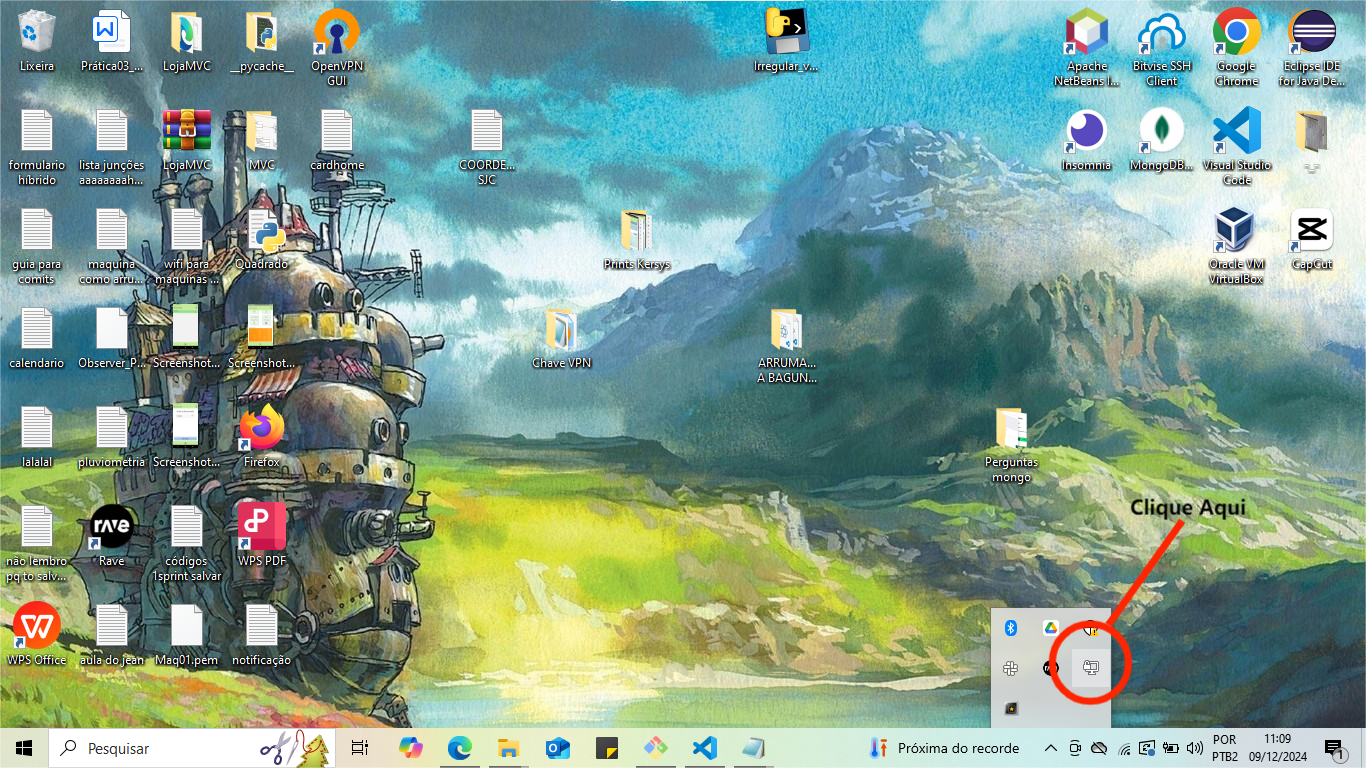 Lixeira
Prática03_...
LojaMVC
__pycache__
OpenVPN
GUI
Irregular_v...
Apache
NetBeans I...
Bitvise SSH
Client
Google
Chrome
Eclipse IDE
for Java De...
formulario
hibrido
lista junções
aaaaaaaah...
LojaMVC
MVC
cardhome
COORDE...
SJC
Insomnia
MongoDB...
Visual Studio
Code
guia para
comits
maquina
como arru...
wifi para
maquinas ...
Quadrado
Prints Kersys
Oracle VM
VirtualBox
CapCut
calendario
Observer_P...
Screenshot...
Screenshot...
Chave VPN
ARRUMA...
A BAGUN...
lalalal
pluviometria
Screenshot...
Firefox
Perguntas
mongo
Clique Aqui
não lembro
pq to salv...
rave
Rave
códigos
1sprint salvar
WPS PDF
WPS Office
aula do jean
Maq01.pem
notificação
Pesquisar
Próxima do recorde
POR
PTB2
11:09
09/12/2024
1